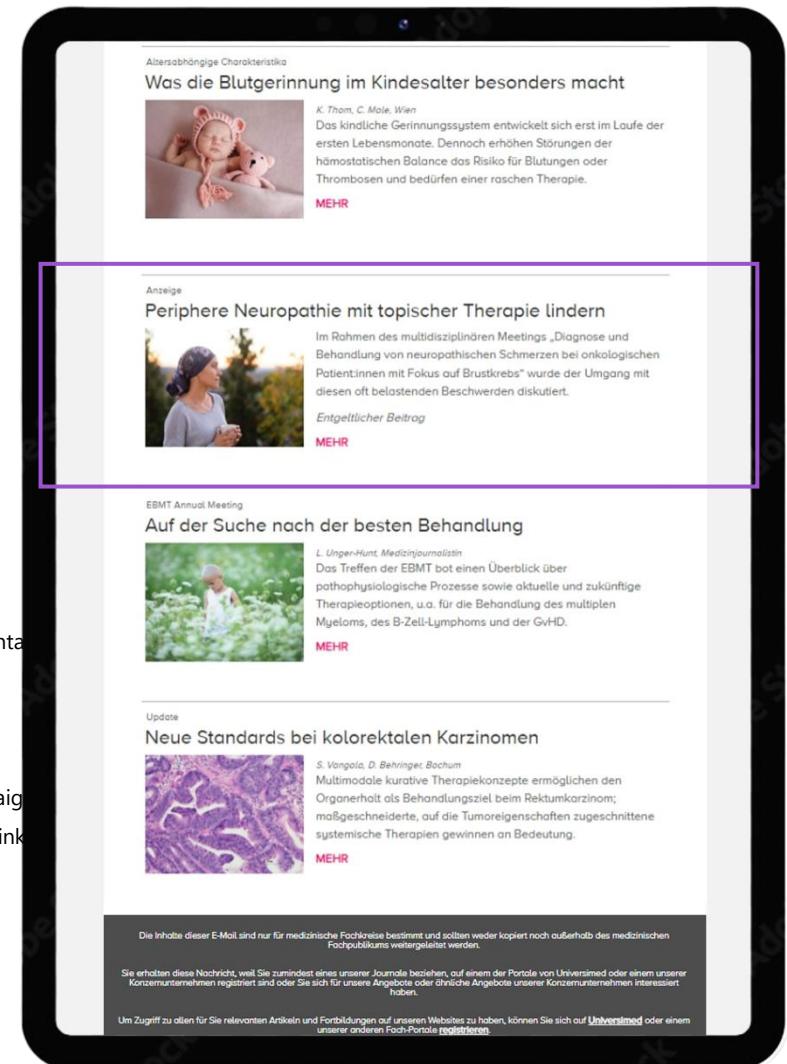 Altersabhängige Charakteristika
Was die Blutgerinnung im Kindesalter besonders macht
K. Thom, C. Male, Wien
Das kindliche Gerinnungssystem entwickelt sich erst im Laufe der
ersten Lebensmonate. Dennoch erhöhen Störungen der
hämostatischen Balance das Risiko für Blutungen oder
Thrombosen und bedürfen einer raschen Therapie.
MEHR
Anzeige
Periphere Neuropathie mit topischer Therapie lindern
Im Rahmen des multidisziplinären Meetings „Diagnose und
Behandlung von neuropathischen Schmerzen bei onkologischen
Patient:innen mit Fokus auf Brustkrebs“ wurde der Umgang mit
diesen oft belastenden Beschwerden diskutiert.
Entgeltlicher Beitrag
MEHR
EBMT Annual Meeting
Auf der Suche nach der besten Behandlung
L. Unger-Hunt, Medizinjournalistin
Das Treffen der EBMT bot einen Überblick über
pathophysiologische Prozesse sowie aktuelle und zukünftige
Therapieoptionen, u.a. für die Behandlung des multiplen
Myeloms, des B-Zell-Lymphoms und der GvHD.
MEHR
Update
Neue Standards bei kolorektalen Karzinomen
S. Vangala, D. Behringer, Bochum
Multimodale kurative Therapiekonzepte ermöglichen den
Organerhalt als Behandlungsziel beim Rektumkarzinom;
maßgeschneiderte, auf die Tumoreigenschaften zugeschnittene
systemische Therapien gewinnen an Bedeutung.
MEHR
Die Inhalte dieser E-Mail sind nur für medizinische Fachkreise bestimmt und sollten weder kopiert noch außerhalb des medizinischen
Fachpublikums weitergeleitet werden.
Sie erhalten diese Nachricht, weil Sie zumindest eines unserer Journale beziehen, auf einem der Portale von Universimed oder einem unserer
Konzernunternehmen registriert sind oder Sie sich für unsere Angebote oder ähnliche Angebote unserer Konzernunternehmen interessiert
haben.
Um Zugriff zu allen für Sie relevanten Artikeln und Fortbildungen auf unseren Websites zu haben, können Sie sich auf Universimed oder einem
unserer anderen Fach-Portale registrieren.